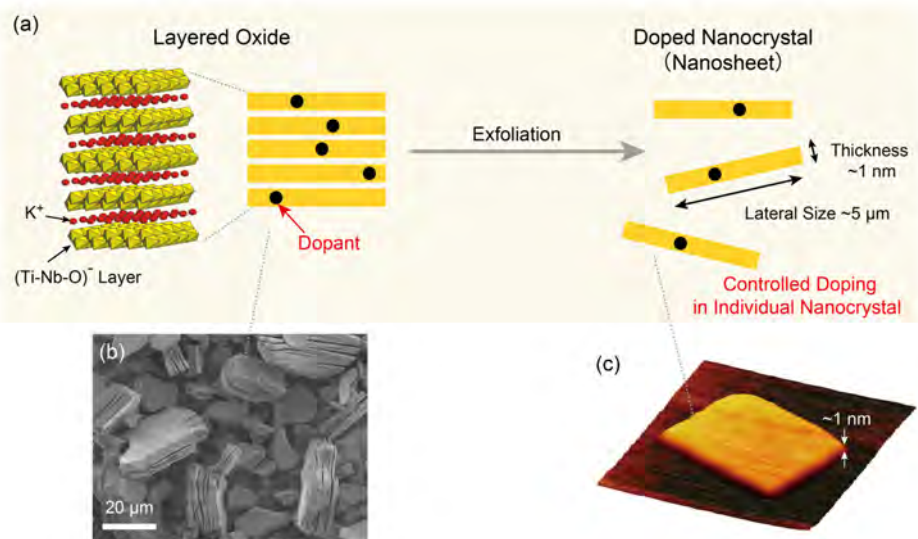 (a)
Layered Oxide
Doped Nanocrystal
（Nanosheet）
Exfoliation
Thickness
~1 nm
Lateral Size ~5 μm
K⁺
Dopant
(Ti-Nb-O)⁻ Layer
Controlled Doping
in Individual Nanocrystal
(b)
20 μm
(c)
~1 nm